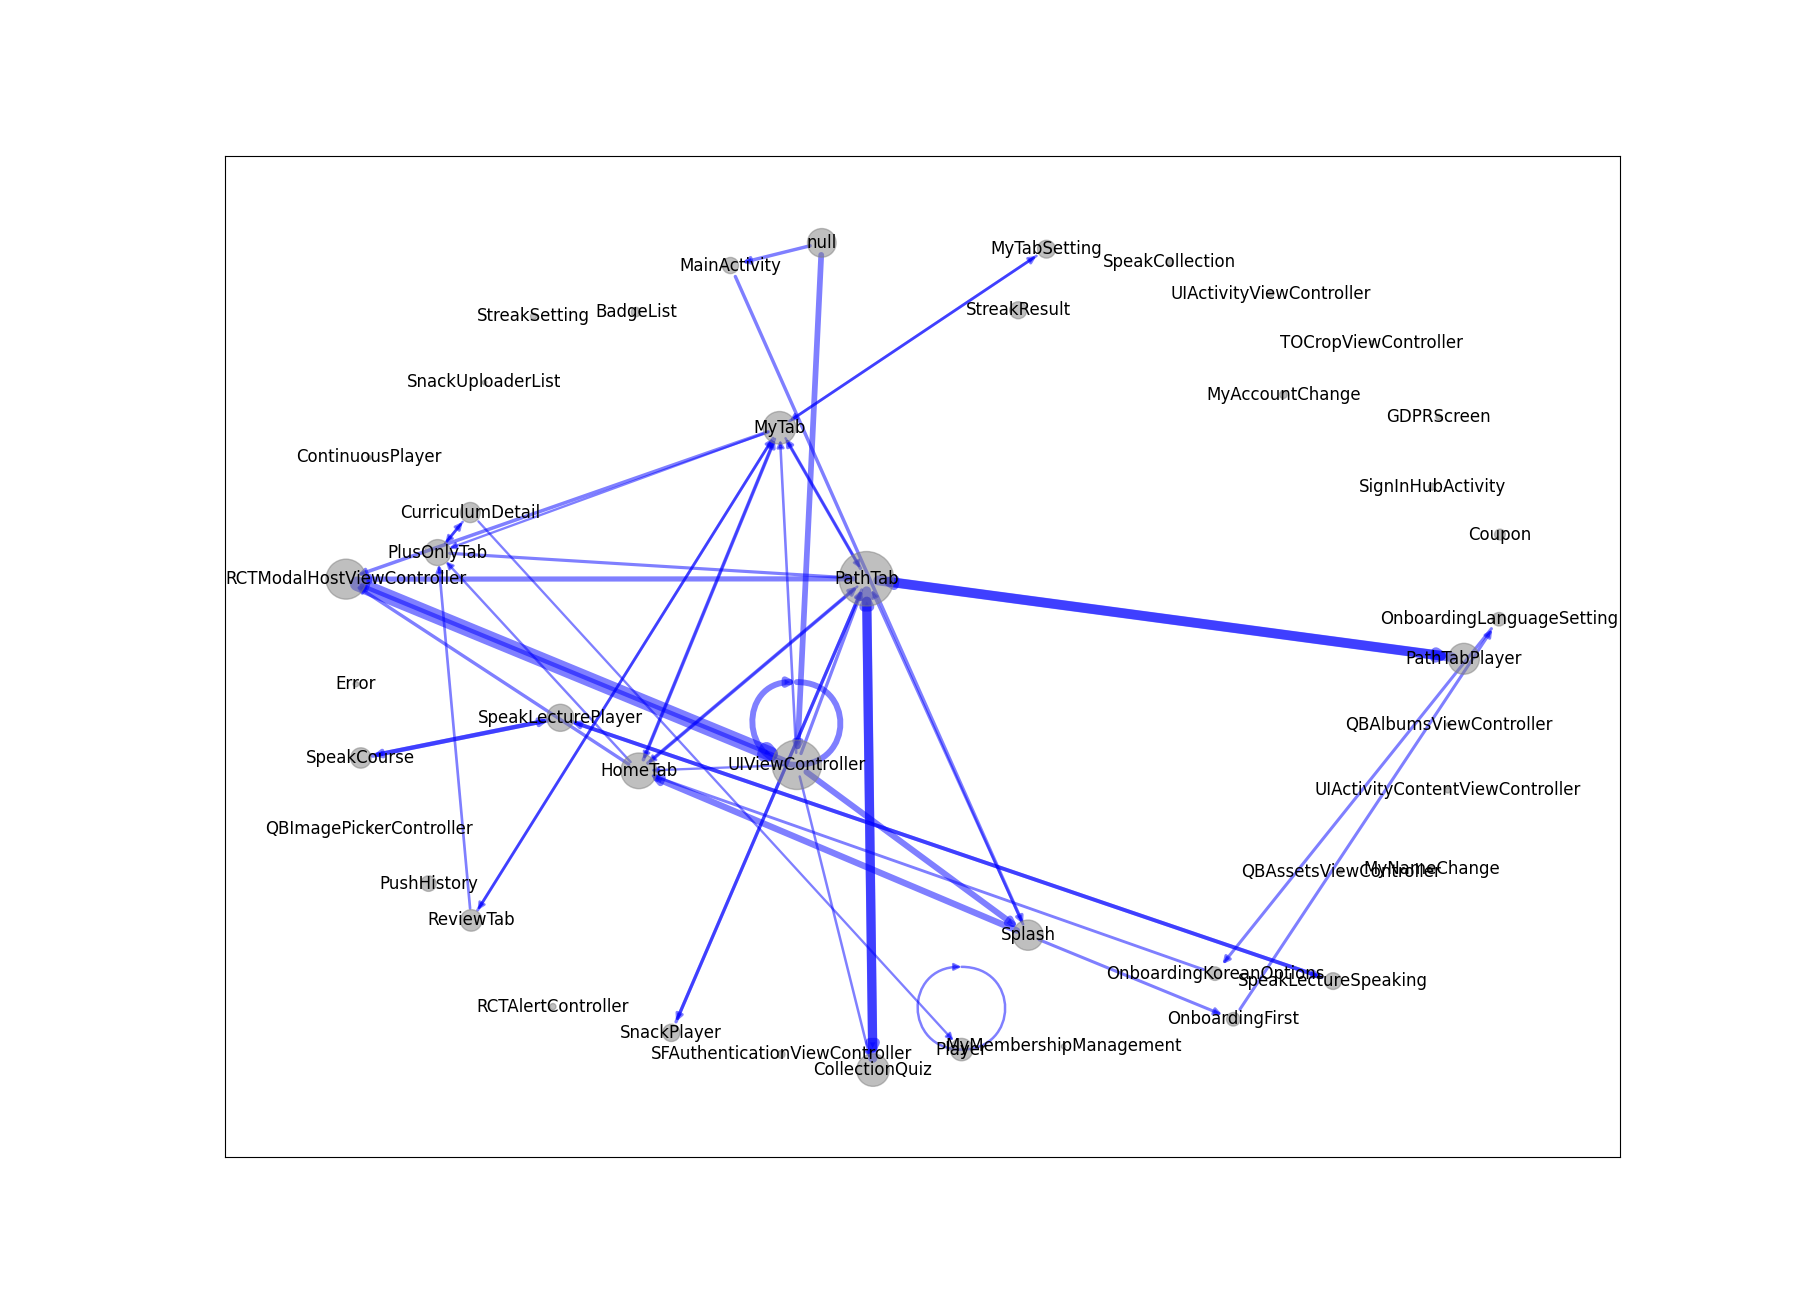 null
MyTabSetting
MainActivity
SpeakCollection
UIActivityViewController
StreakSetting
BadgeList
StreakResult
TOCropViewController
SnackUploaderList
MyAccountChange
GDPRScreen
MyTab
ContinuousPlayer
SignInHubActivity
CurriculumDetail
Coupon
PlusOnlyTab
RCTModalHostViewController
PathTab
OnboardingLanguageSetting
PathTabPlayer
Error
SpeakLecturePlayer
QBAlbumsViewController
SpeakCourse
HomeTab
UIViewController
UIActivityContentViewController
QBImagePickerController
QBAssetsViewController
MyNameChange
PushHistory
ReviewTab
Splash
OnboardingKoreanOptions
SpeakLectureSpeaking
RCTAlertController
OnboardingFirst
SnackPlayer
SFAuthenticationViewController
Player
MyMembershipManagement
CollectionQuiz